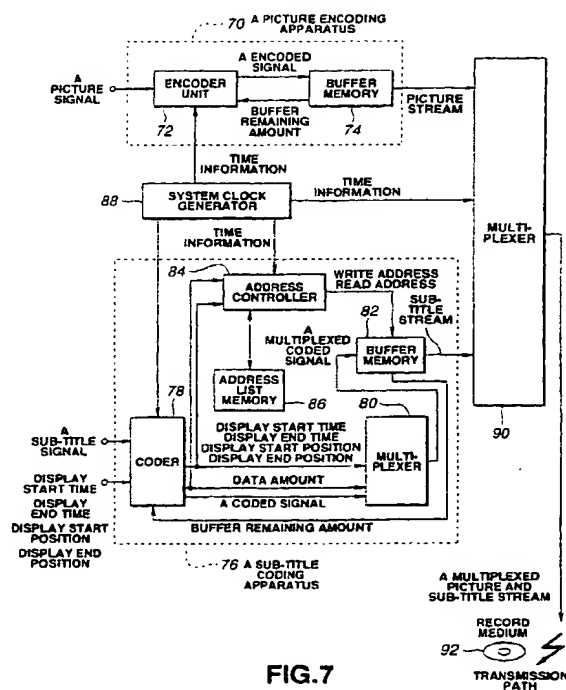 70
A PICTURE ENCODING
APPARATUS
A ENCODED SIGNAL
A
PICTURE
SIGNAL
ENCODER
UNIT
BUFFER
MEMORY
72
BUFFER
REMAINING
AMOUNT
74
PICTURE
STREAM
TIME
INFORMATION
88
SYSTEM CLOCK
GENERATOR
TIME
INFORMATION
TIME
INFORMATION
MULTI-
PLEXER
84
ADDRESS
CONTROLLER
WRITE ADDRESS
READ ADDRESS
SUB-
TITLE
STREAM
A
MULTIPLEXED
CODED
SIGNAL
82
BUFFER
MEMORY
78
ADDRESS
LIST
MEMORY
86
80
90
A
SUB-TITLE
SIGNAL
CODER
DISPLAY START TIME
DISPLAY END TIME
DISPLAY START POSITION
DISPLAY END POSITION
MULTI-
PLEXER
DATA AMOUNT
A CODED SIGNAL
DISPLAY
START TIME
DISPLAY
END TIME
DISPLAY START
POSITION
DISPLAY END
POSITION
BUFFER REMAINING AMOUNT
76
A SUB-TITLE
CODING
APPARATUS
A MULTIPLEXED
PICTURE AND
SUB-TITLE STREAM
RECORD
MEDIUM
92
TRANSMISSION
PATH
FIG.7